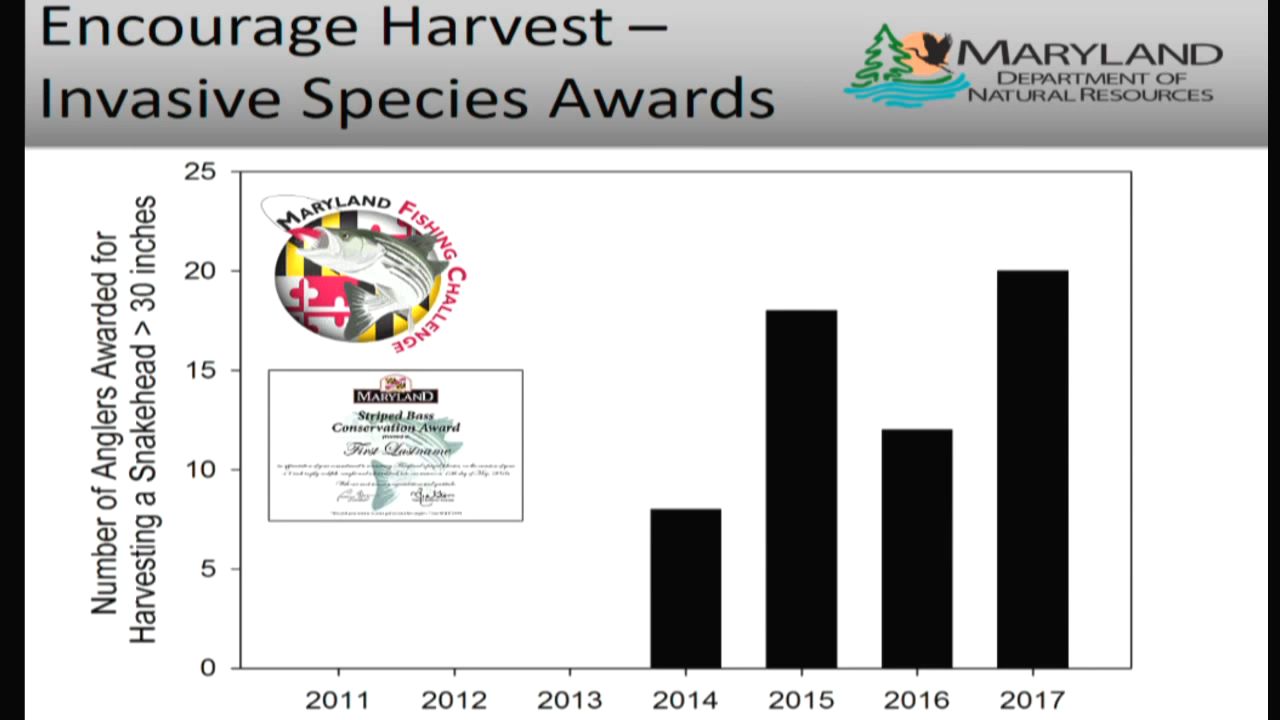 Encourage Harvest –
Invasive Species Awards
MARYLAND
DEPARTMENT OF
NATURAL RESOURCES
Number of Anglers Awarded for
Harvesting a Snakehead > 30 inches
25
20
15
10
5
0
MARYLAND FISHING CHALLENGE
MARYLAND
Striped Bass
Conservation Award
First Lastname
2011 2012 2013 2014 2015 2016 2017